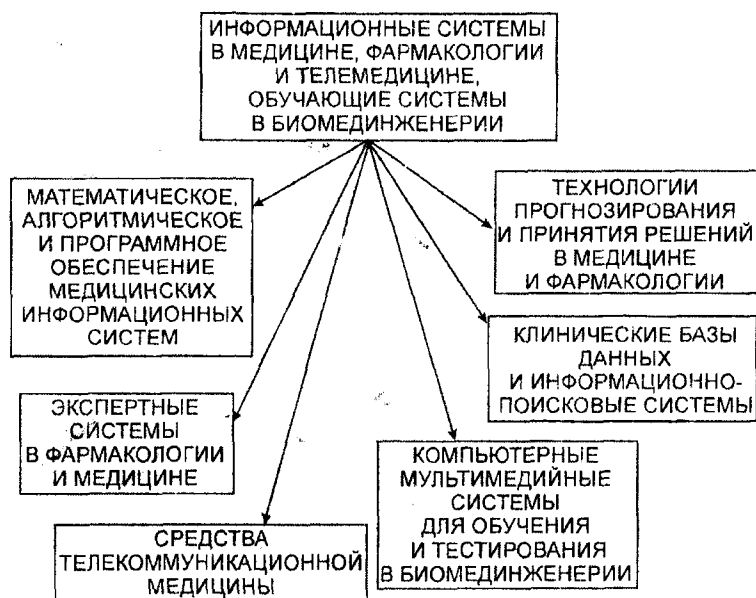 ИНФОРМАЦИОННЫЕ СИСТЕМЫ
В МЕДИЦИНЕ, ФАРМАКОЛОГИИ
И ТЕЛЕМЕДИЦИНЕ,
ОБУЧАЮЩИЕ СИСТЕМЫ
В БИОМЕДИНЖЕНЕРИИ
МАТЕМАТИЧЕСКОЕ,
АЛГОРИТМИЧЕСКОЕ
И ПРОГРАММНОЕ
ОБЕСПЕЧЕНИЕ
МЕДИЦИНСКИХ
ИНФОРМАЦИОННЫХ
СИСТЕМ
ТЕХНОЛОГИИ
ПРОГНОЗИРОВАНИЯ
И ПРИНЯТИЯ РЕШЕНИЙ
В МЕДИЦИНЕ
И ФАРМАКОЛОГИИ
КЛИНИЧЕСКИЕ БАЗЫ
ДАННЫХ
И ИНФОРМАЦИОННО-
ПОИСКОВЫЕ СИСТЕМЫ
ЭКСПЕРТНЫЕ
СИСТЕМЫ
В ФАРМАКОЛОГИИ
И МЕДИЦИНЕ
КОМПЬЮТЕРНЫЕ
МУЛЬТИМЕДИЙНЫЕ
СИСТЕМЫ
ДЛЯ ОБУЧЕНИЯ
И ТЕСТИРОВАНИЯ
В БИОМЕДИНЖЕНЕРИИ
СРЕДСТВА
ТЕЛЕКОММУНИКАЦИОННОЙ
МЕДИЦИНЫ